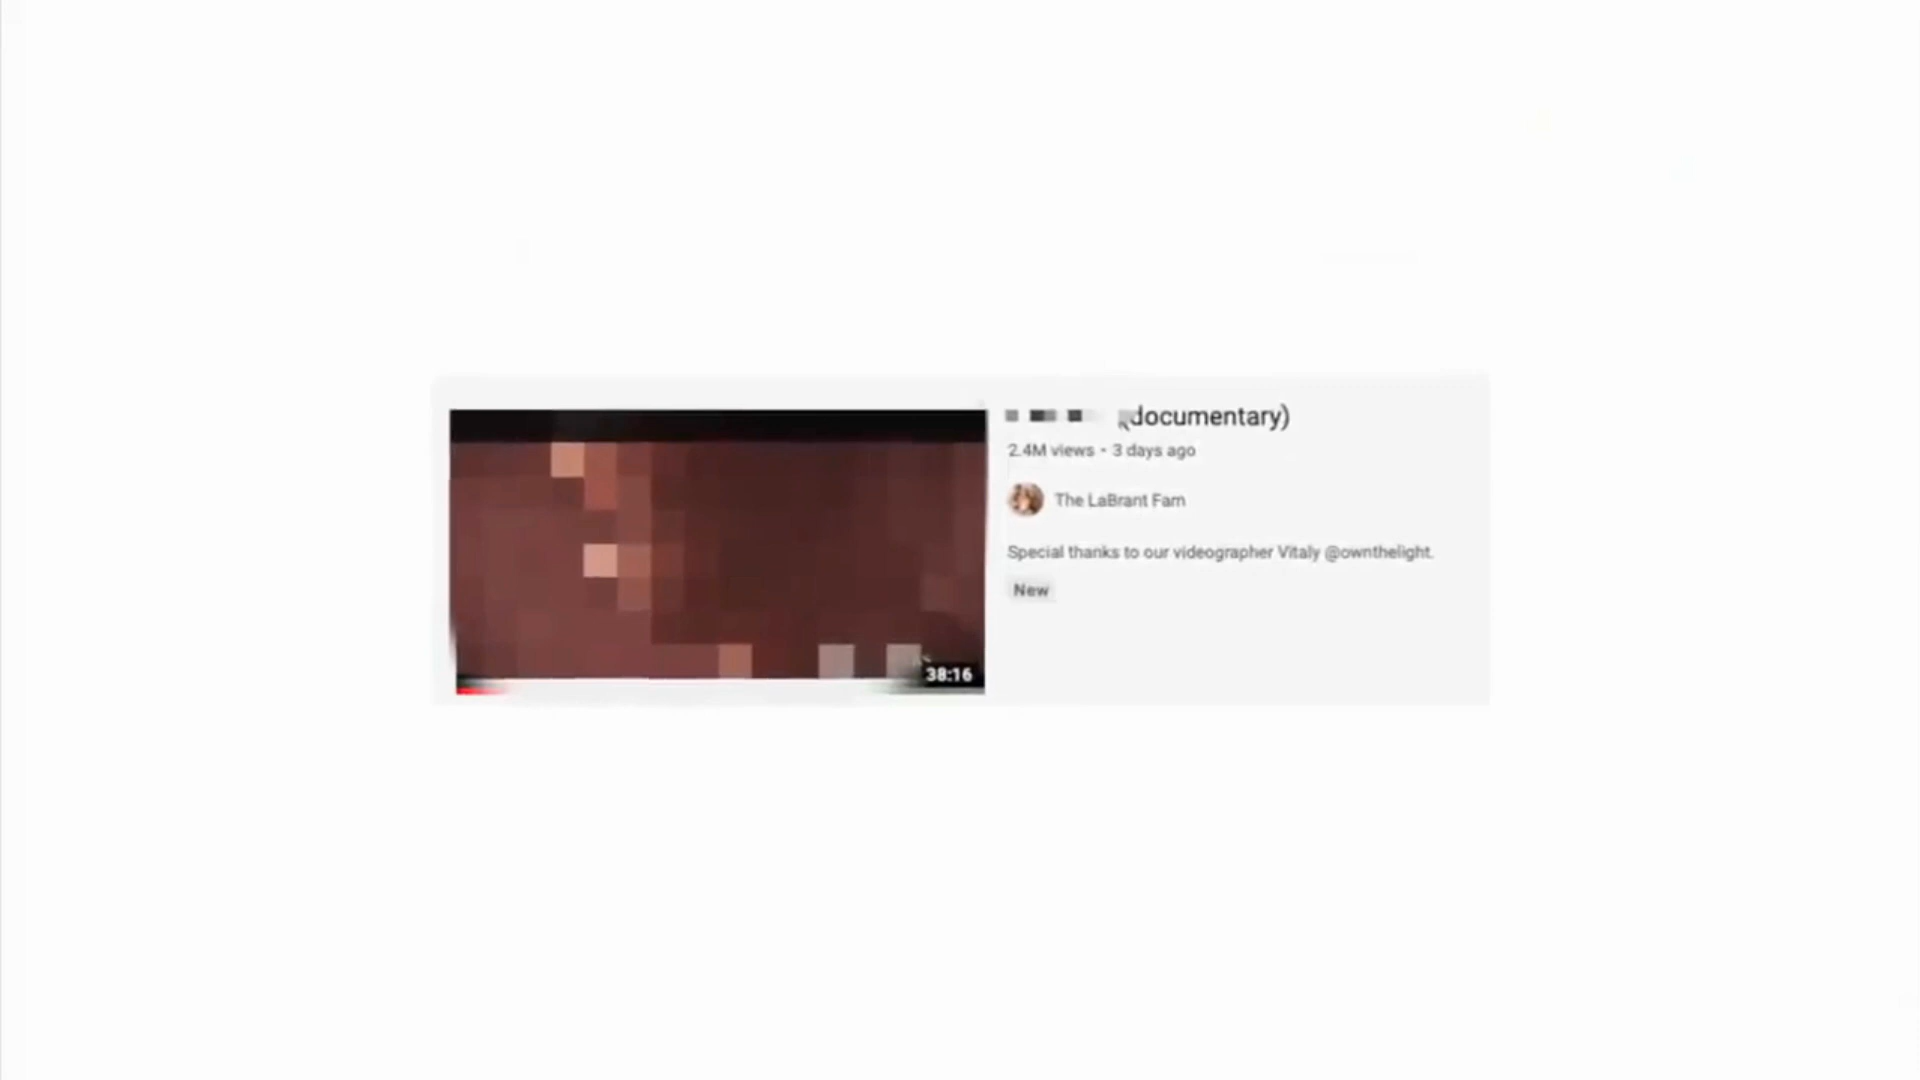 (documentary)
2.4M views • 3 days ago
The LaBrant Fam
Special thanks to our videographer Vitaly @ownthelight.
New
38:16